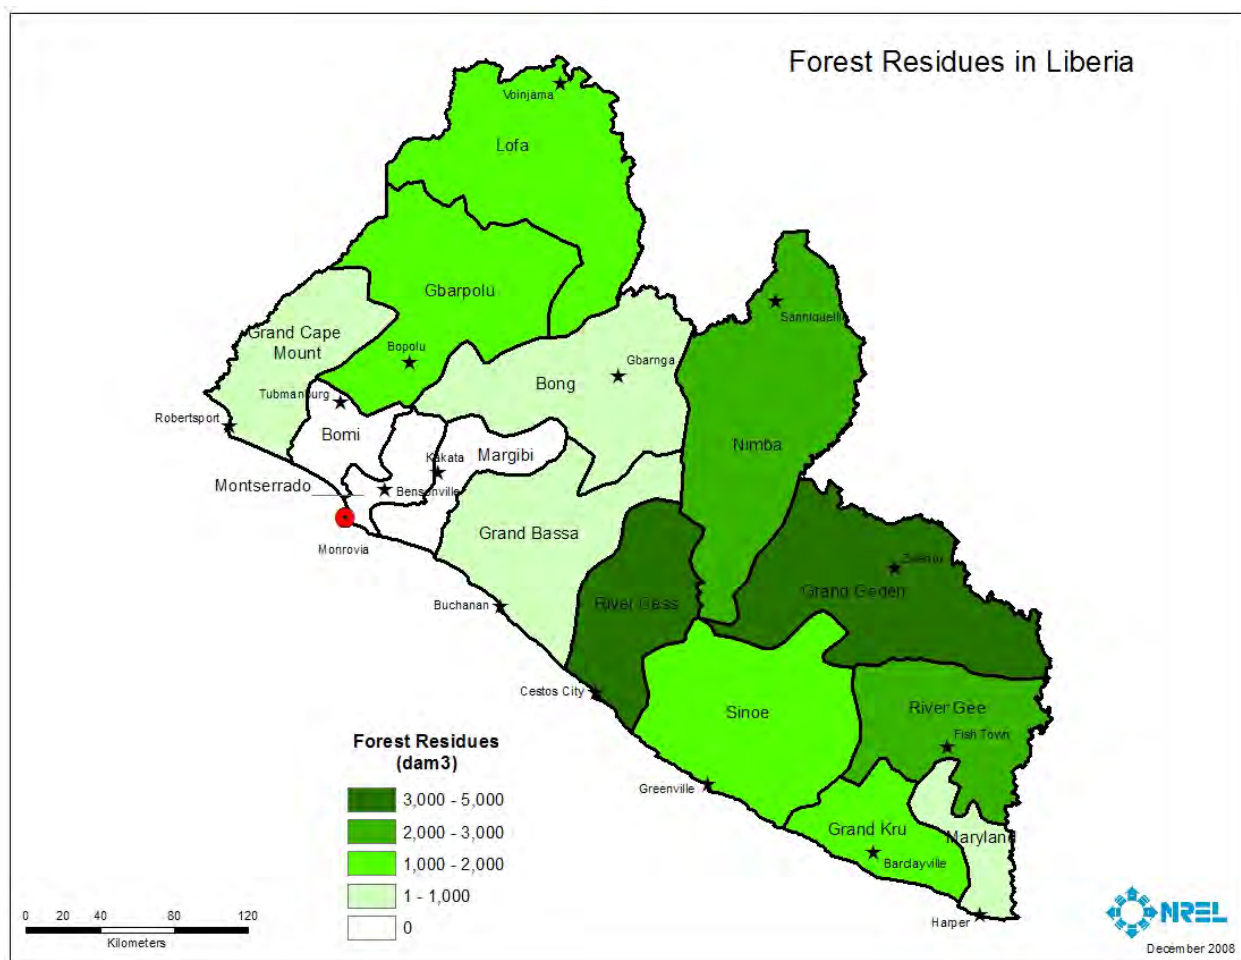 Forest Residues in Liberia
Voinjama
Lofa
Gbarpolu
Sanniquelli
Grand Cape
Mount
Bopolu
Gbarnga
Bong
Tubmanburg
Robertsport
Bomi
Nimba
Kakata
Margibi
Montserrado
Bensonville
Grand Bassa
Monrovia
Buchanan
River Cess
Grand Gedeh
Cestos City
Sinoe
River Gee
Fish Town
Greenville
Grand Kru
Maryland
Barclayville
Harper
Forest Residues
(dam3)
3,000 - 5,000
2,000 - 3,000
1,000 - 2,000
1 - 1,000
0
0 20 40 80 120
Kilometers
NREL
December 2008